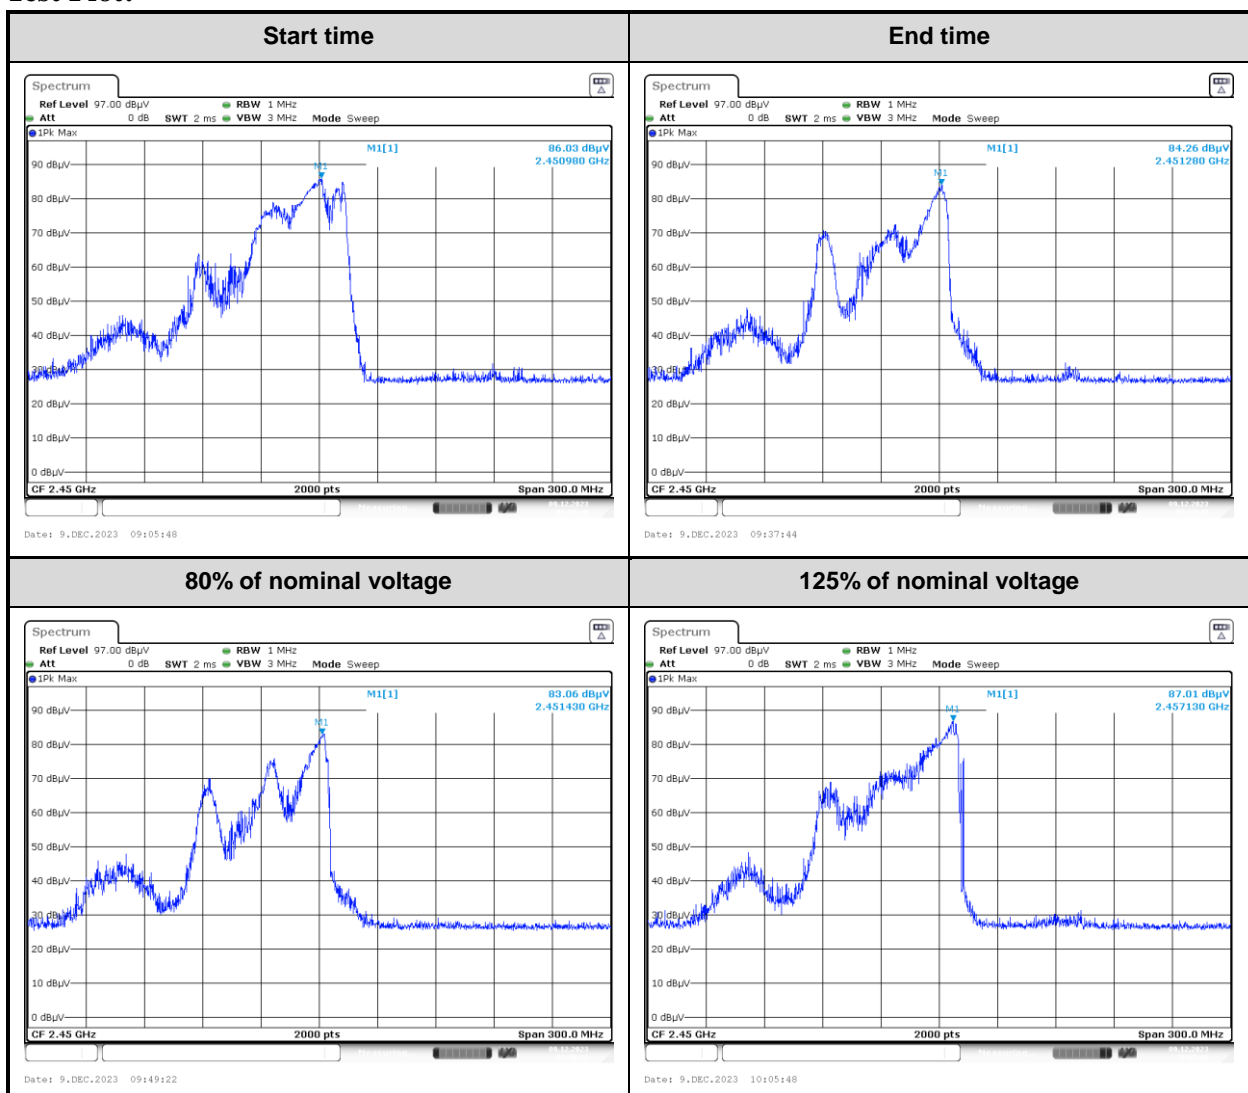 Start time
End time
Spectrum
Ref Level 97.00 dBµV RBW 1 MHz
Att 0 dB SWT 2 ms VBW 3 MHz Mode Sweep
1Pk Max
M1[1] 86.03 dBµV
2.450980 GHz
M1
90 dBµV
80 dBµV
70 dBµV
60 dBµV
50 dBµV
40 dBµV
30 dBµV
20 dBµV
10 dBµV
0 dBµV
CF 2.45 GHz 2000 pts Span 300.0 MHz
Date: 9.DEC.2023 09:05:48
Spectrum
Ref Level 97.00 dBµV RBW 1 MHz
Att 0 dB SWT 2 ms VBW 3 MHz Mode Sweep
1Pk Max
M1[1] 84.26 dBµV
2.451280 GHz
M1
90 dBµV
80 dBµV
70 dBµV
60 dBµV
50 dBµV
40 dBµV
30 dBµV
20 dBµV
10 dBµV
0 dBµV
CF 2.45 GHz 2000 pts Span 300.0 MHz
Date: 9.DEC.2023 09:37:44
80% of nominal voltage
125% of nominal voltage
Spectrum
Ref Level 97.00 dBµV RBW 1 MHz
Att 0 dB SWT 2 ms VBW 3 MHz Mode Sweep
1Pk Max
M1[1] 83.06 dBµV
2.451430 GHz
M1
90 dBµV
80 dBµV
70 dBµV
60 dBµV
50 dBµV
40 dBµV
30 dBµV
20 dBµV
10 dBµV
0 dBµV
CF 2.45 GHz 2000 pts Span 300.0 MHz
Date: 9.DEC.2023 09:49:22
Spectrum
Ref Level 97.00 dBµV RBW 1 MHz
Att 0 dB SWT 2 ms VBW 3 MHz Mode Sweep
1Pk Max
M1[1] 87.01 dBµV
2.457130 GHz
M1
90 dBµV
80 dBµV
70 dBµV
60 dBµV
50 dBµV
40 dBµV
30 dBµV
20 dBµV
10 dBµV
0 dBµV
CF 2.45 GHz 2000 pts Span 300.0 MHz
Date: 9.DEC.2023 10:05:48